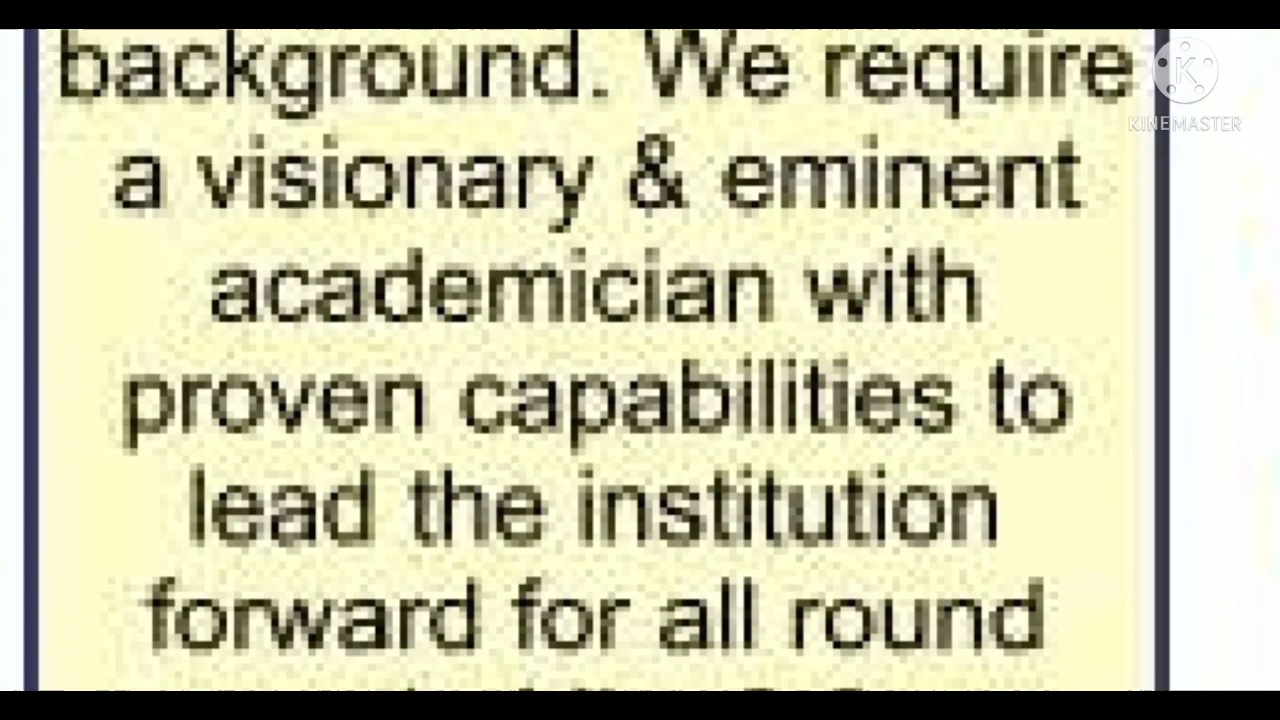 background. We require
a visionary & eminent
academician with
proven capabilities to
lead the institution
forward for all round
K
KINEMASTER